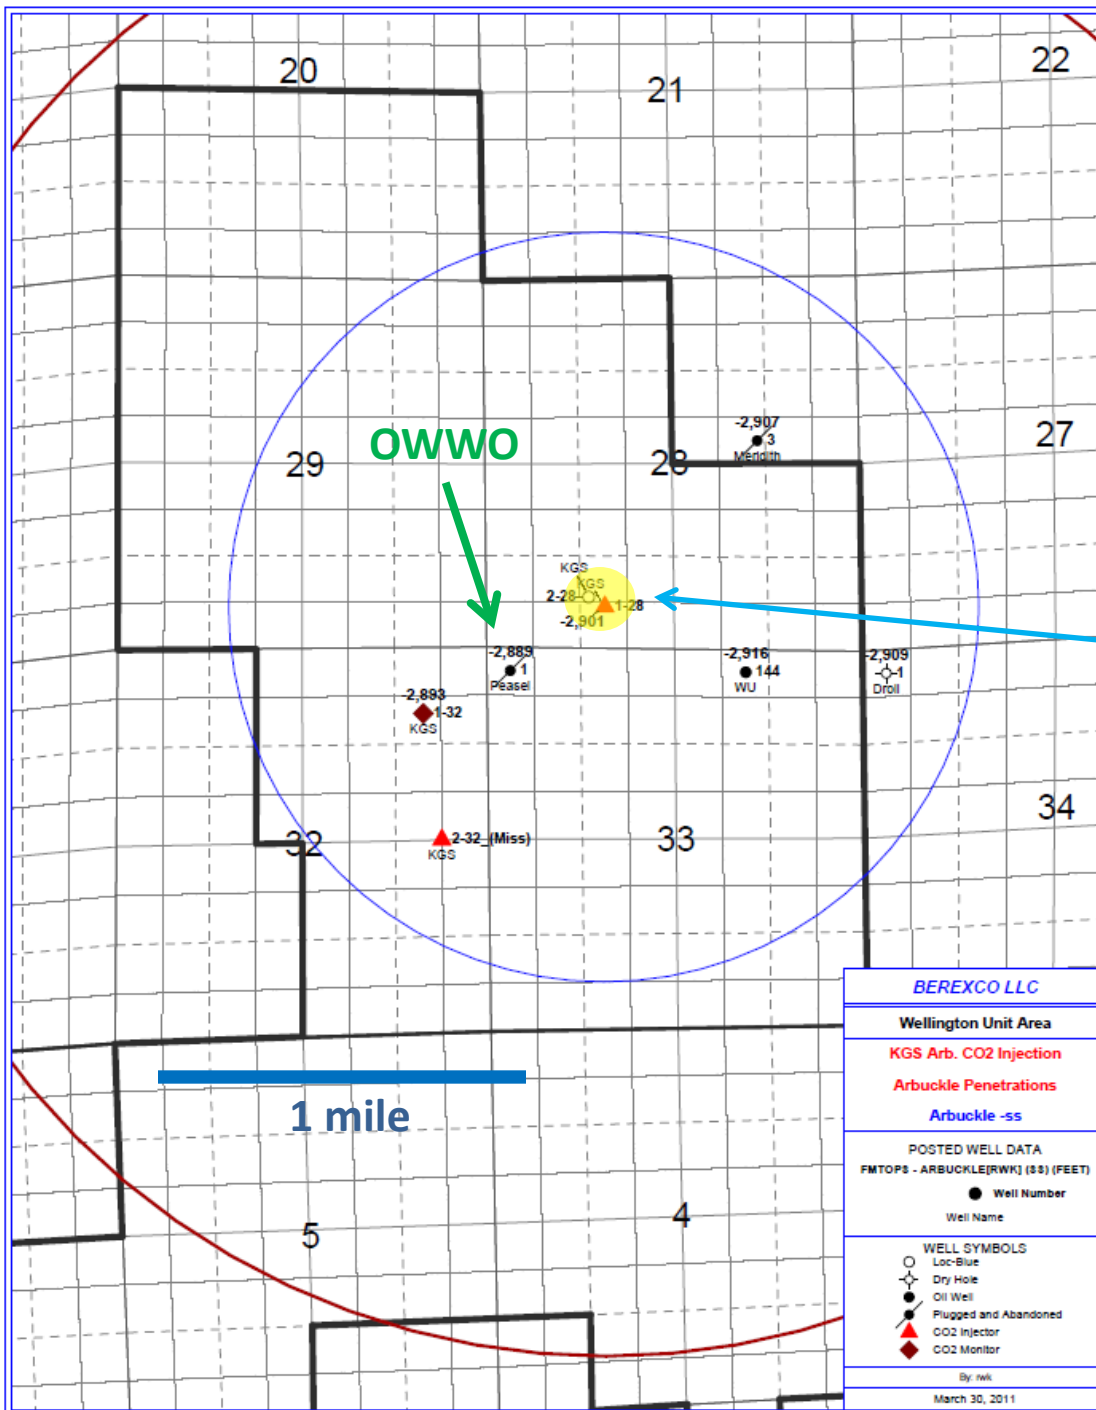 20
21
22
-2,907
3
Meridith
27
OWWO
29
28
KGS
KGS
2-28
1-28
-2,901
-2,889
1
Peasel
-2,916
144
WU
-2,909
1
Droll
-2,893
1-32
KGS
34
2-32_(Miss)
KGS
32
33
1 mile
5
4
BEREXCO LLC
Wellington Unit Area
KGS Arb. CO2 Injection
Arbuckle Penetrations
Arbuckle -ss
POSTED WELL DATA
FMTOPS - ARBUCKLE[RWK] (SS) (FEET)
Well Number
Well Name
WELL SYMBOLS
Loc-Blue
Dry Hole
Oil Well
Plugged and Abandoned
CO2 Injector
CO2 Monitor
By: rwk
March 30, 2011